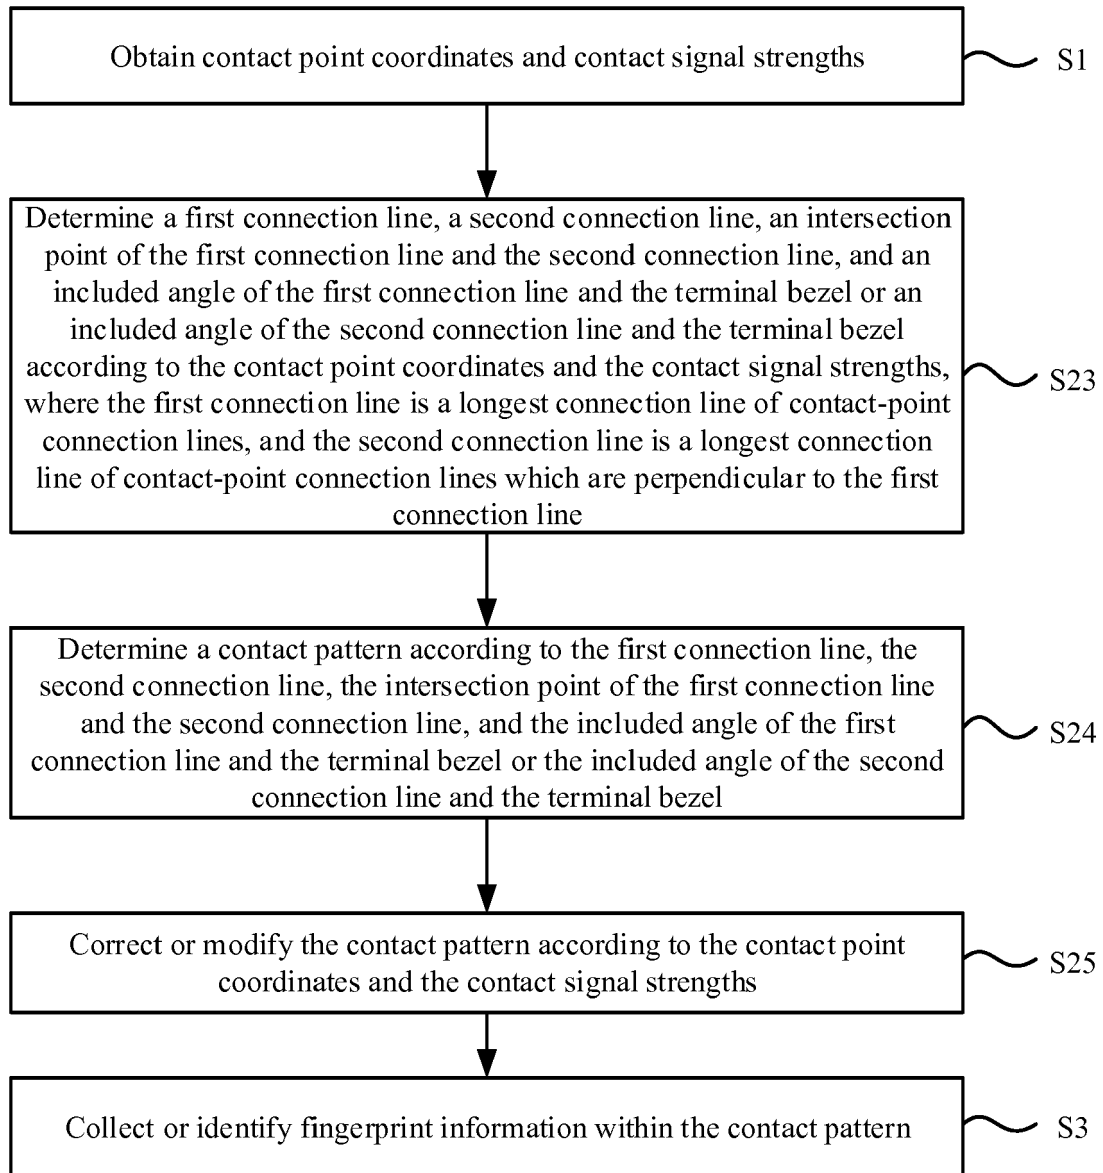 Obtain contact point coordinates and contact signal strengths
S1
Determine a first connection line, a second connection line, an intersection
point of the first connection line and the second connection line, and an
included angle of the first connection line and the terminal bezel or an
included angle of the second connection line and the terminal bezel
according to the contact point coordinates and the contact signal strengths,
where the first connection line is a longest connection line of contact-point
connection lines, and the second connection line is a longest connection
line of contact-point connection lines which are perpendicular to the first
connection line
S23
Determine a contact pattern according to the first connection line, the
second connection line, the intersection point of the first connection line
and the second connection line, and the included angle of the first
connection line and the terminal bezel or the included angle of the second
connection line and the terminal bezel
S24
Correct or modify the contact pattern according to the contact point
coordinates and the contact signal strengths
S25
Collect or identify fingerprint information within the contact pattern
S3